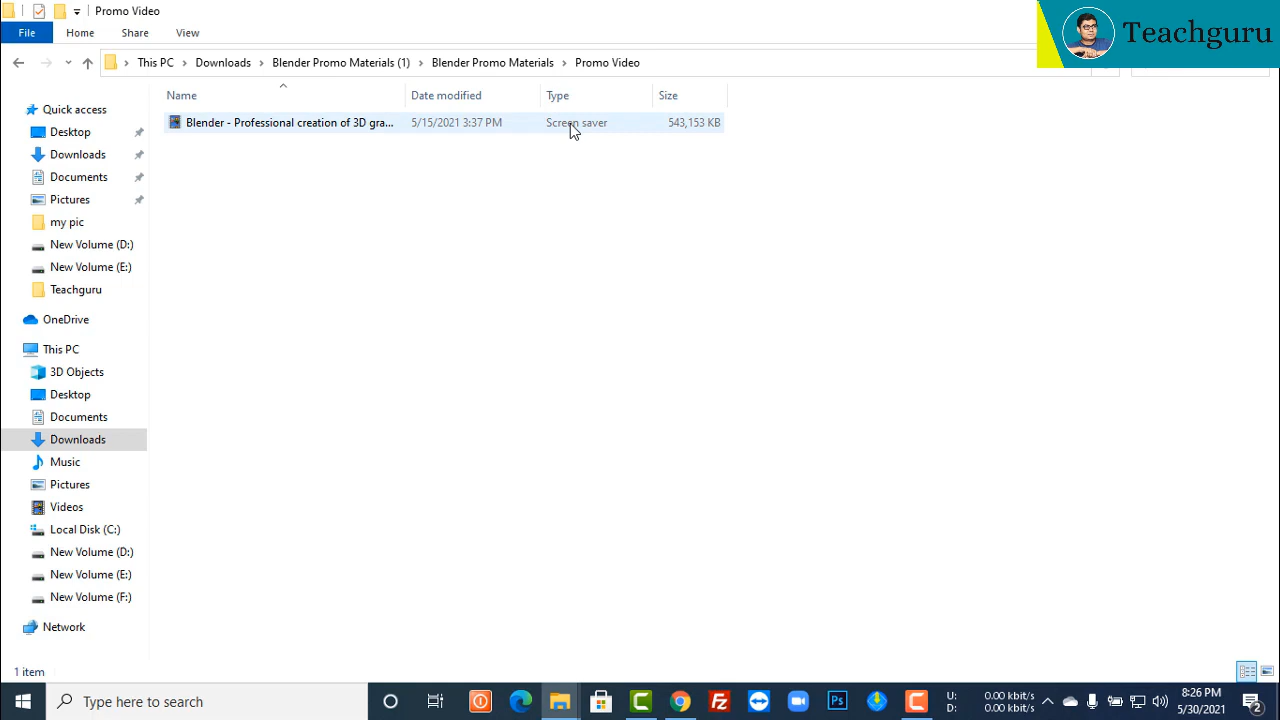 Promo Video
Teachguru
File Home Share View
This PC Downloads Blender Promo Materials (1) Blender Promo Materials Promo Video
Name Date modified Type Size
Blender - Professional creation of 3D gra... 5/15/2021 3:37 PM Screen saver 543,153 KB
Quick access
Desktop
Downloads
Documents
Pictures
my pic
New Volume (D:)
New Volume (E:)
Teachguru
OneDrive
This PC
3D Objects
Desktop
Documents
Downloads
Music
Pictures
Videos
Local Disk (C:)
New Volume (D:)
New Volume (E:)
New Volume (F:)
Network
1 item
Type here to search
Ps
U: 0.00 kbit/s
D: 0.00 kbit/s
8:26 PM
5/30/2021
2